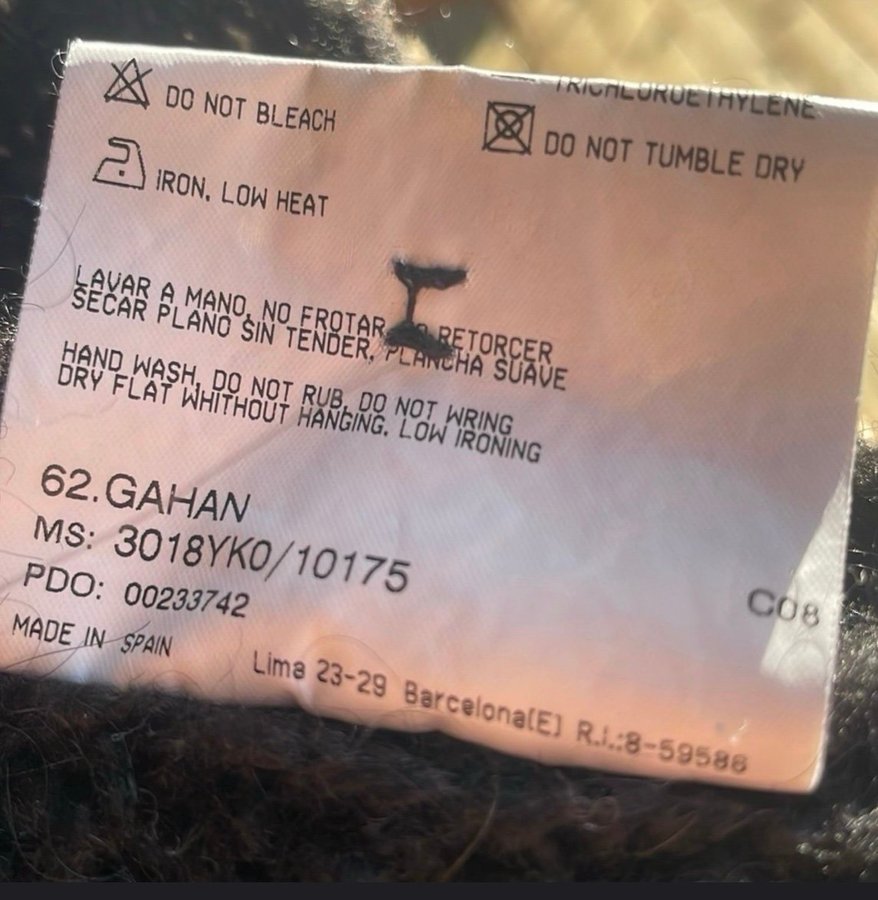 DO NOT BLEACH
TRICHLOROETHYLENE
DO NOT TUMBLE DRY
IRON, LOW HEAT
LAVAR A MANO, NO FROTAR, RETORCER
SECAR PLANO SIN TENDER, PLANCHA SUAVE
HAND WASH, DO NOT RUB, DO NOT WRING
DRY FLAT WHITHOUT HANGING, LOW IRONING
62.GAHAN
MS: 3018YK0/10175
PDO: 00233742
C08
MADE IN SPAIN
Lima 23-29 Barcelona(E) R.I.:8-59586